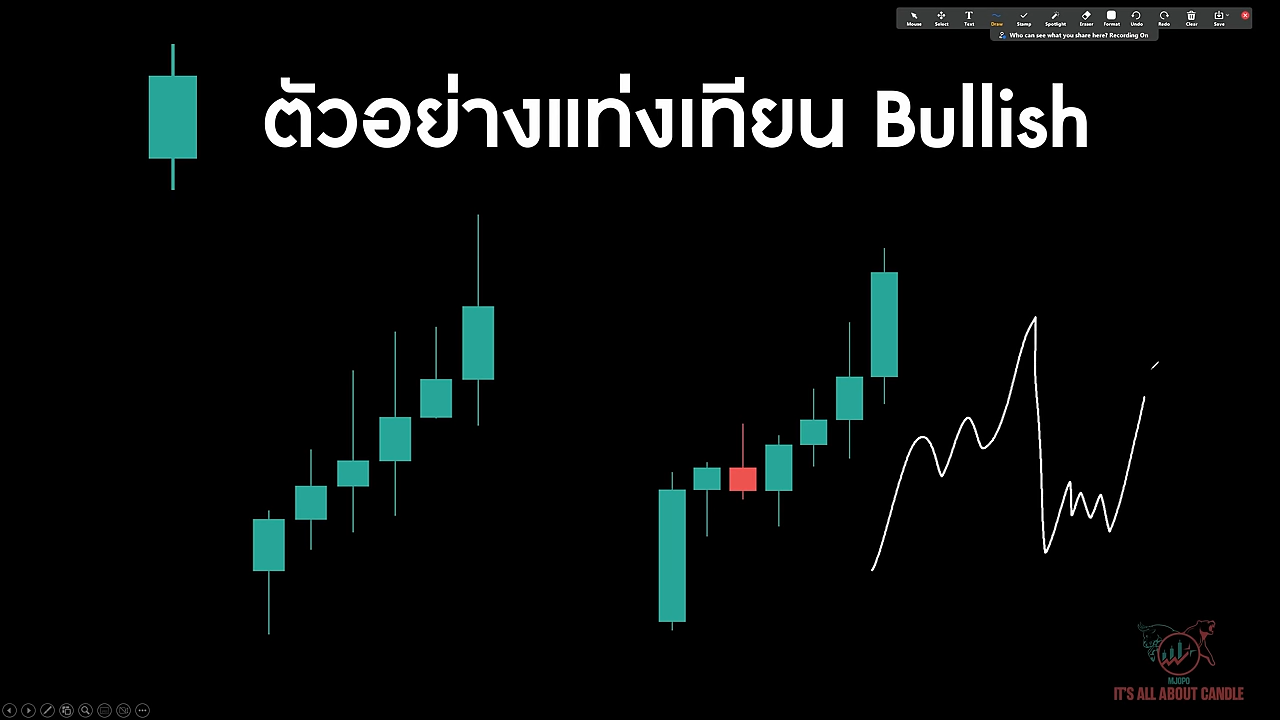 Mouse Select Text Draw Stamp Spotlight Eraser Format Undo Redo Clear Save
Who can see what you share here? Recording On
ตัวอย่างแท่งเทียน Bullish
MJOPO
IT'S ALL ABOUT CANDLE